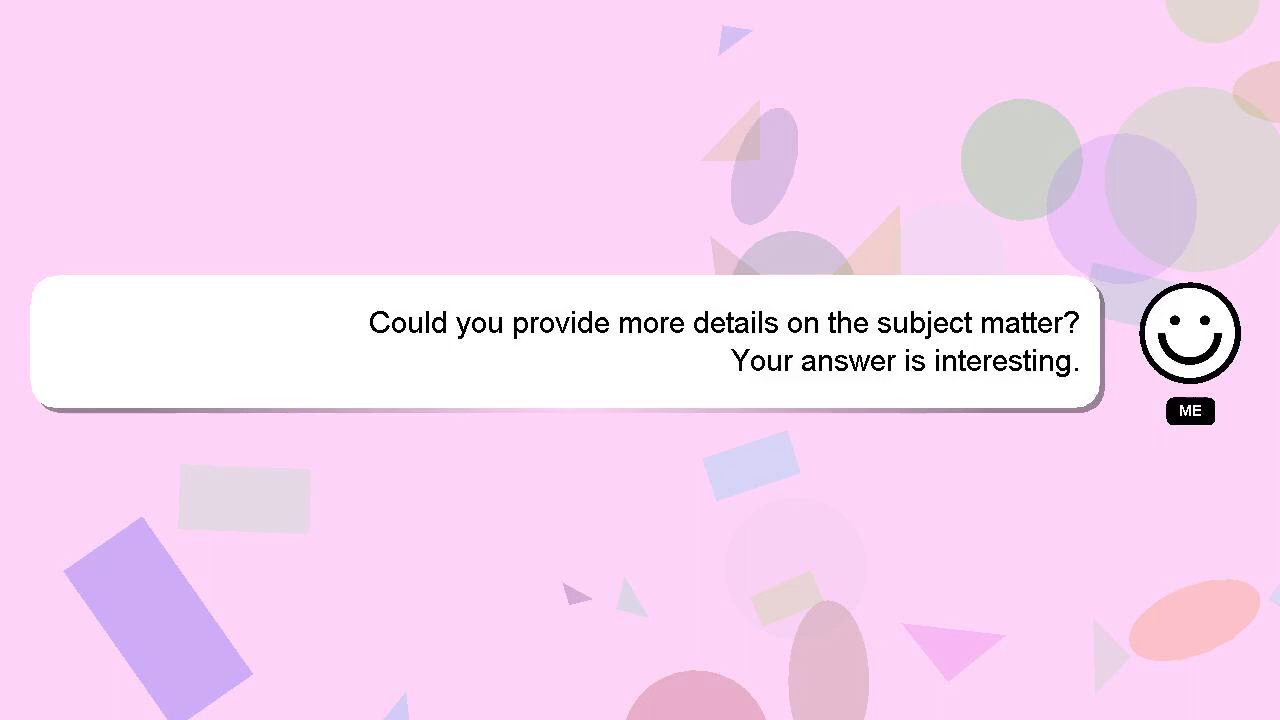 Could you provide more details on the subject matter?
Your answer is interesting.
ME